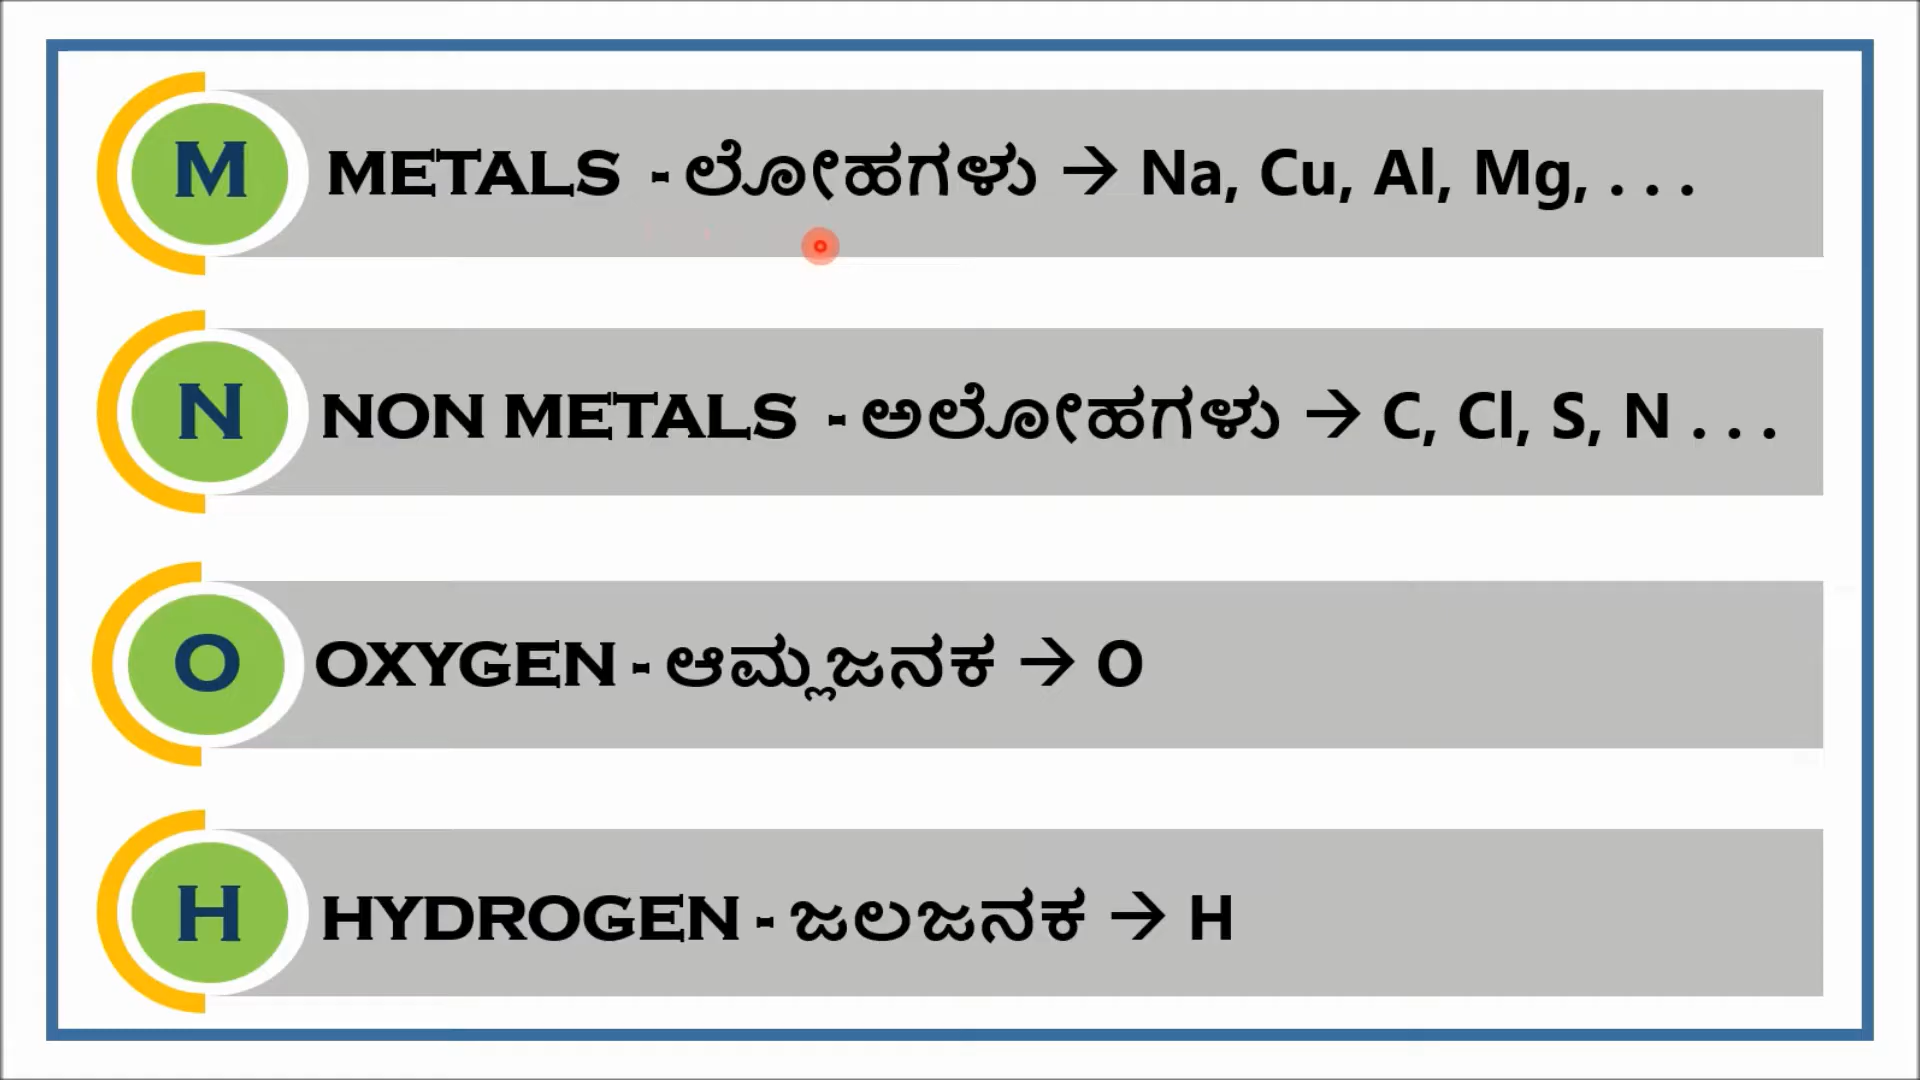 M METALS - ಲೋಹಗಳು → Na, Cu, Al, Mg, . . .
N NON METALS - ಅಲೋಹಗಳು → C, Cl, S, N . . .
O OXYGEN - ಆಮ್ಲಜನಕ → O
H HYDROGEN - ಜಲಜನಕ → H